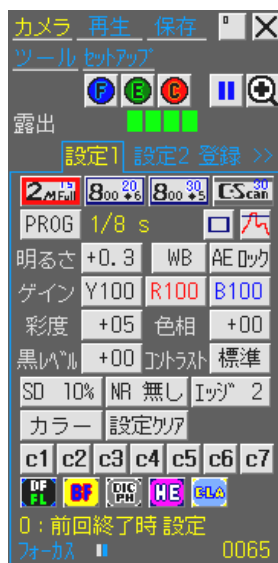 カメラ 再生 保存 ° X
ツール セットアップ
F E C
露出
設定1 設定2 登録 >>
2MFull 15 800 20 ◆6 800 30 ◆5 CScan 30
PROG 1/8 s
明るさ +0.3 WB AEロック
ゲイン Y100 R100 B100
彩度 +05 色相 +00
黒レベル +00 コントラスト 標準
SD 10% NR 無し エッジ 2
カラー 設定クリア
c1 c2 c3 c4 c5 c6 c7
DF FL BF DIC PH HE ELA
0:前回終了時設定
フォーカス 0065